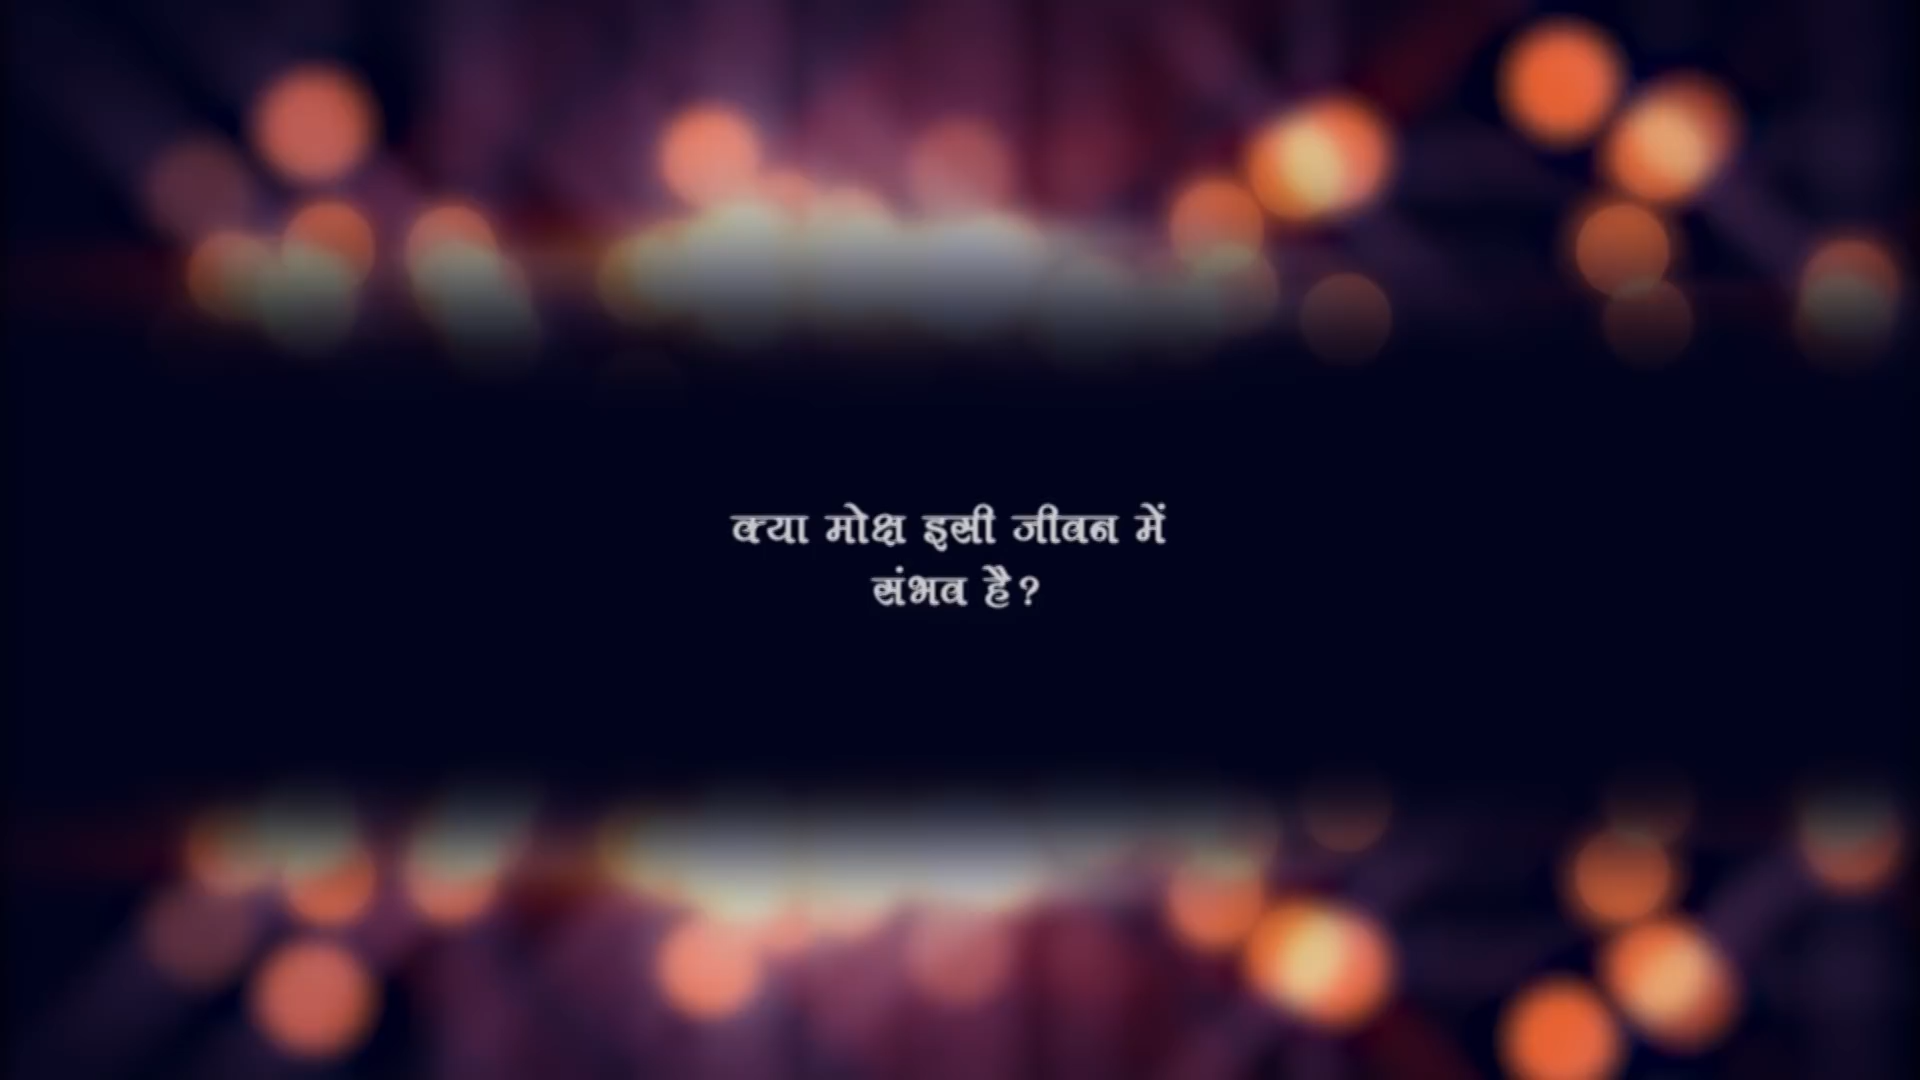 क्या मोक्ष इसी जीवन में
संभव है?